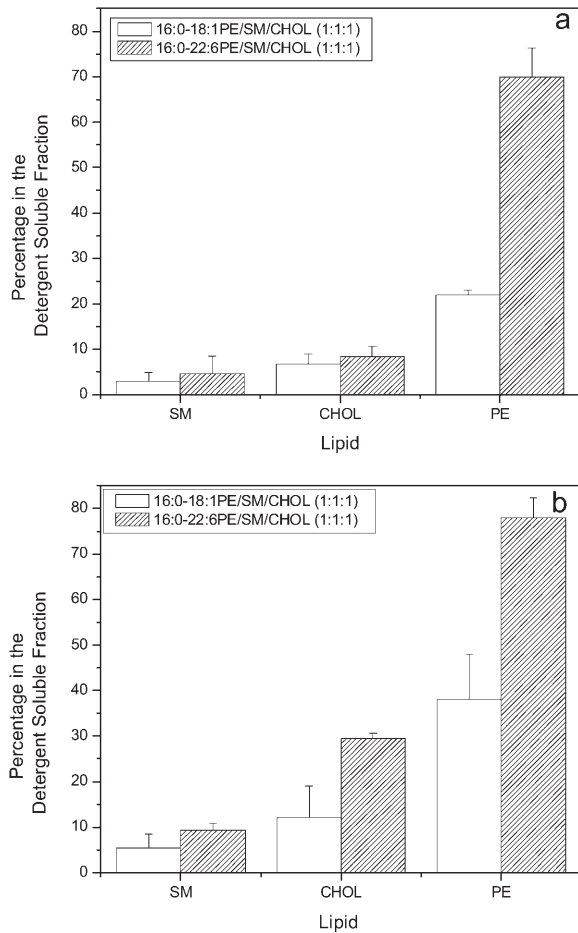 a
16:0-18:1PE/SM/CHOL (1:1:1)
16:0-22:6PE/SM/CHOL (1:1:1)
80
70
60
50
40
30
20
10
0
Percentage in the
Detergent Soluble Fraction
SM
CHOL
PE
Lipid
b
16:0-18:1PE/SM/CHOL (1:1:1)
16:0-22:6PE/SM/CHOL (1:1:1)
80
70
60
50
40
30
20
10
0
Percentage in the
Detergent Soluble Fraction
SM
CHOL
PE
Lipid